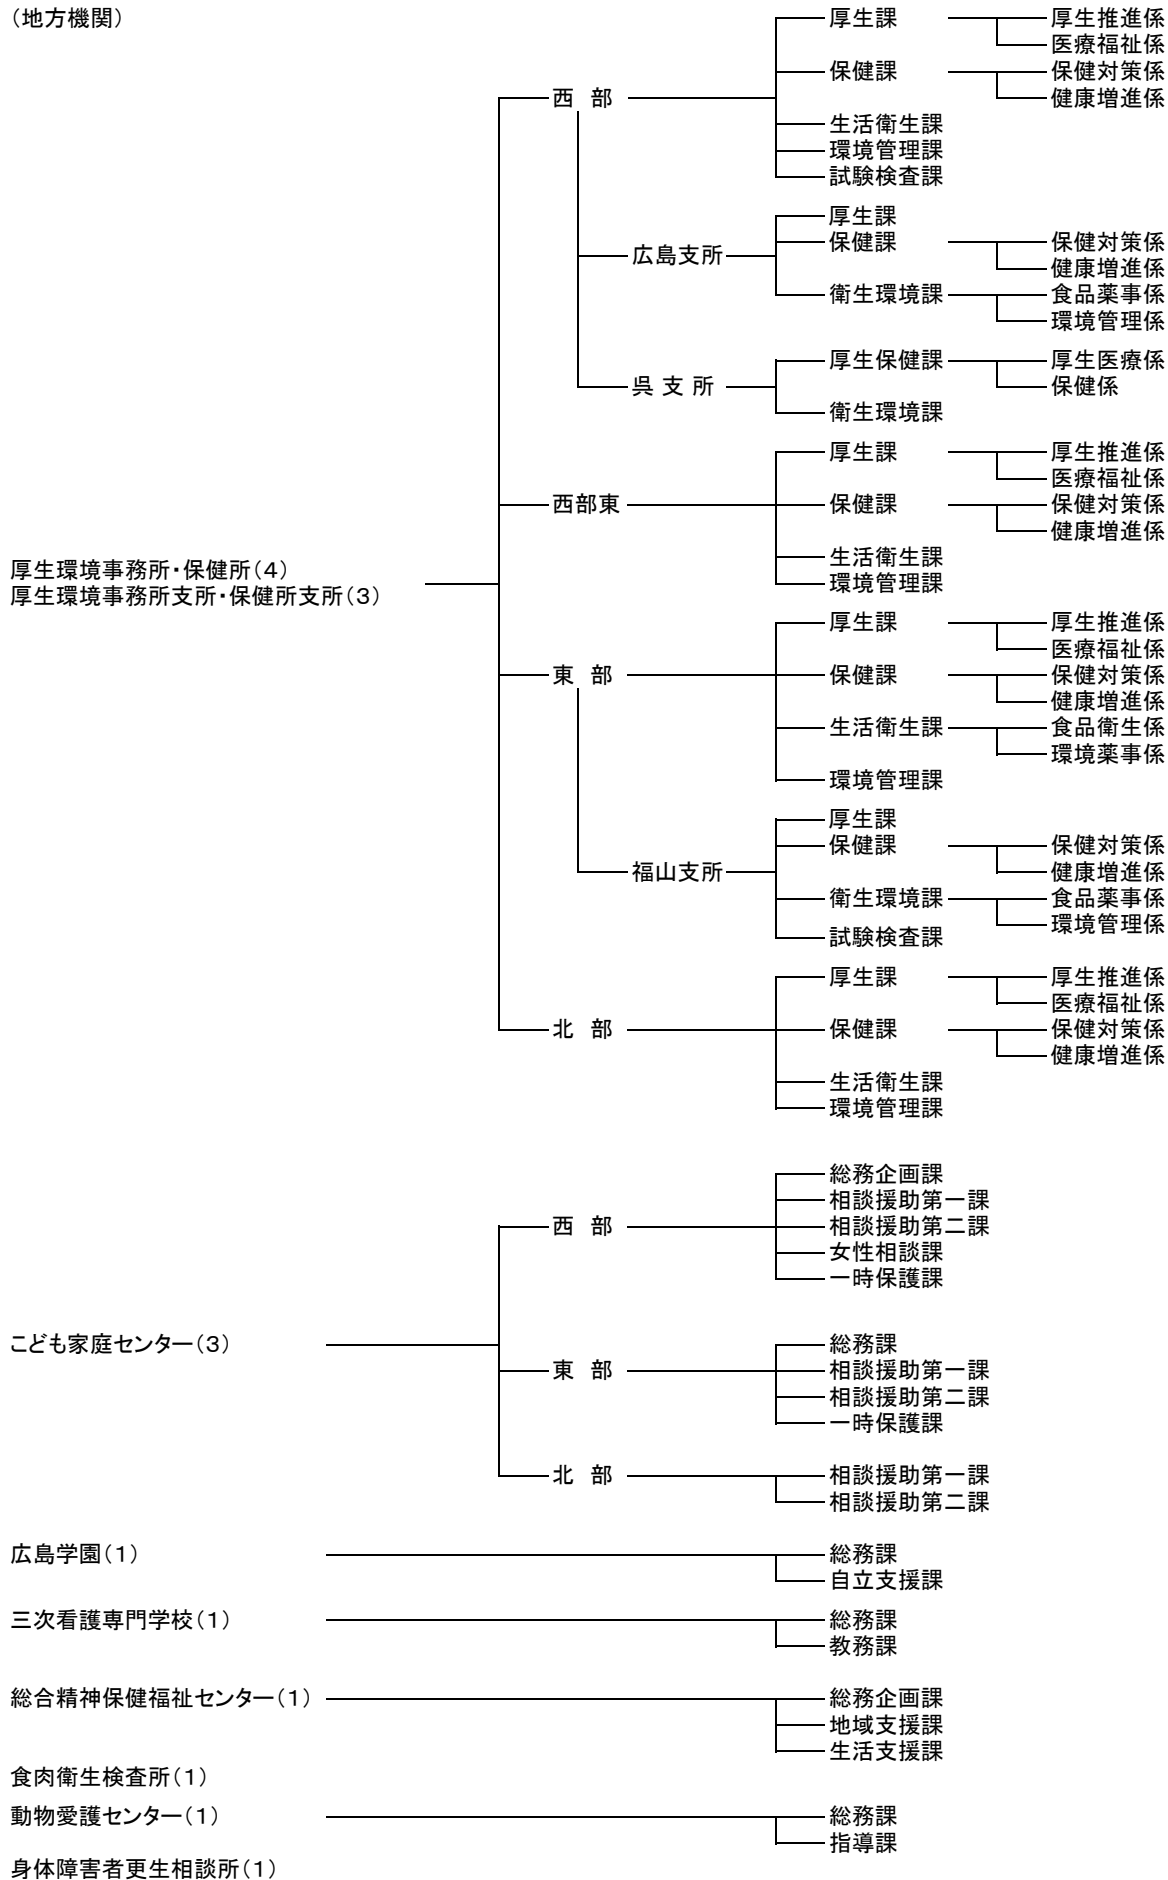 （地方機関）
厚生課 厚生推進係
医療福祉係
保健課 保健対策係
西 部 健康増進係
生活衛生課
環境管理課
試験検査課
厚生課
保健課 保健対策係
広島支所 健康増進係
衛生環境課 食品薬事係
環境管理係
厚生保健課 厚生医療係
呉 支 所 保健係
衛生環境課
厚生課 厚生推進係
医療福祉係
西部東 保健課 保健対策係
健康増進係
生活衛生課
厚生環境事務所・保健所（4）
環境管理課
厚生環境事務所支所・保健所支所（3）
厚生課 厚生推進係
医療福祉係
東 部 保健課 保健対策係
健康増進係
生活衛生課 食品衛生係
環境薬事係
環境管理課
厚生課
保健課 保健対策係
福山支所 健康増進係
衛生環境課 食品薬事係
環境管理係
試験検査課
厚生課 厚生推進係
医療福祉係
北 部 保健課 保健対策係
健康増進係
生活衛生課
環境管理課
総務企画課
相談援助第一課
西 部 相談援助第二課
女性相談課
一時保護課
こども家庭センター（3） 総務課
東 部 相談援助第一課
相談援助第二課
一時保護課
北 部 相談援助第一課
相談援助第二課
広島学園（1） 総務課
自立支援課
三次看護専門学校（1） 総務課
教務課
総合精神保健福祉センター（1） 総務企画課
地域支援課
生活支援課
食肉衛生検査所（1）
動物愛護センター（1） 総務課
指導課
身体障害者更生相談所（1）